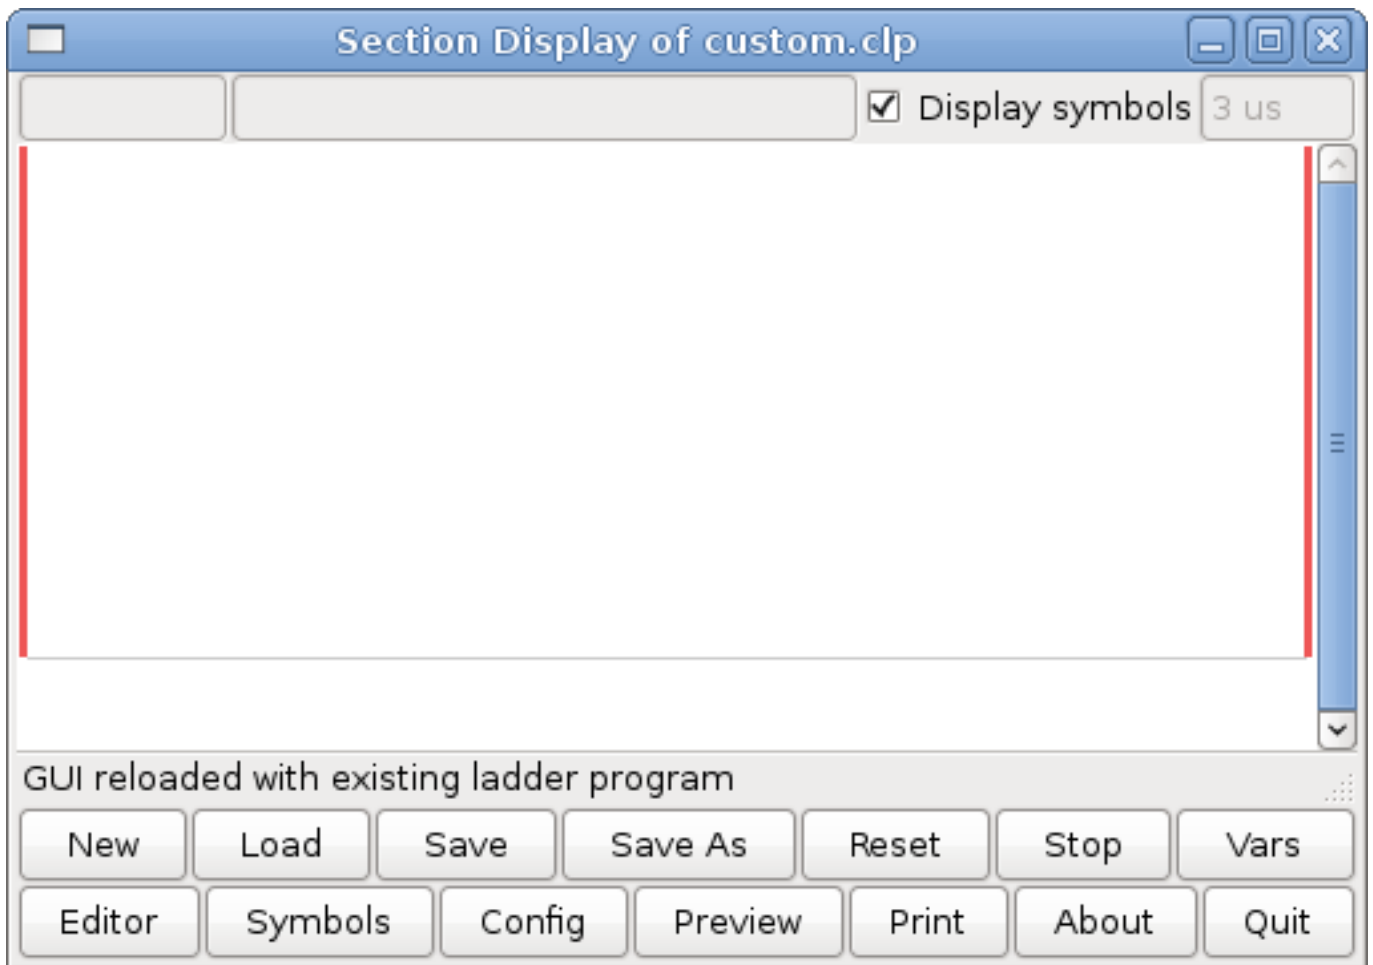 Section Display of custom.clp
Display symbols 3 us
GUI reloaded with existing ladder program
New Load Save Save As Reset Stop Vars
Editor Symbols Config Preview Print About Quit